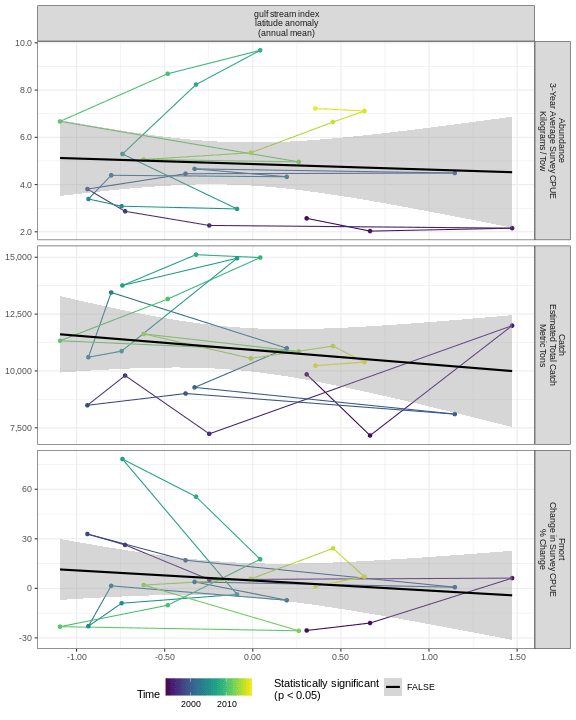 gulf stream index
latitude anomaly
(annual mean)
10.0
8.0
6.0
4.0
2.0
Abundance
3-Year Average Survey CPUE
Kilograms / Tow
15,000
12,500
10,000
7,500
Catch
Estimated Total Catch
Metric Tons
60
30
0
-30
Fmort
Change in Survey CPUE
% Change
-1.00
-0.50
0.00
0.50
1.00
1.50
Time
2000
2010
Statistically significant
(p < 0.05)
FALSE